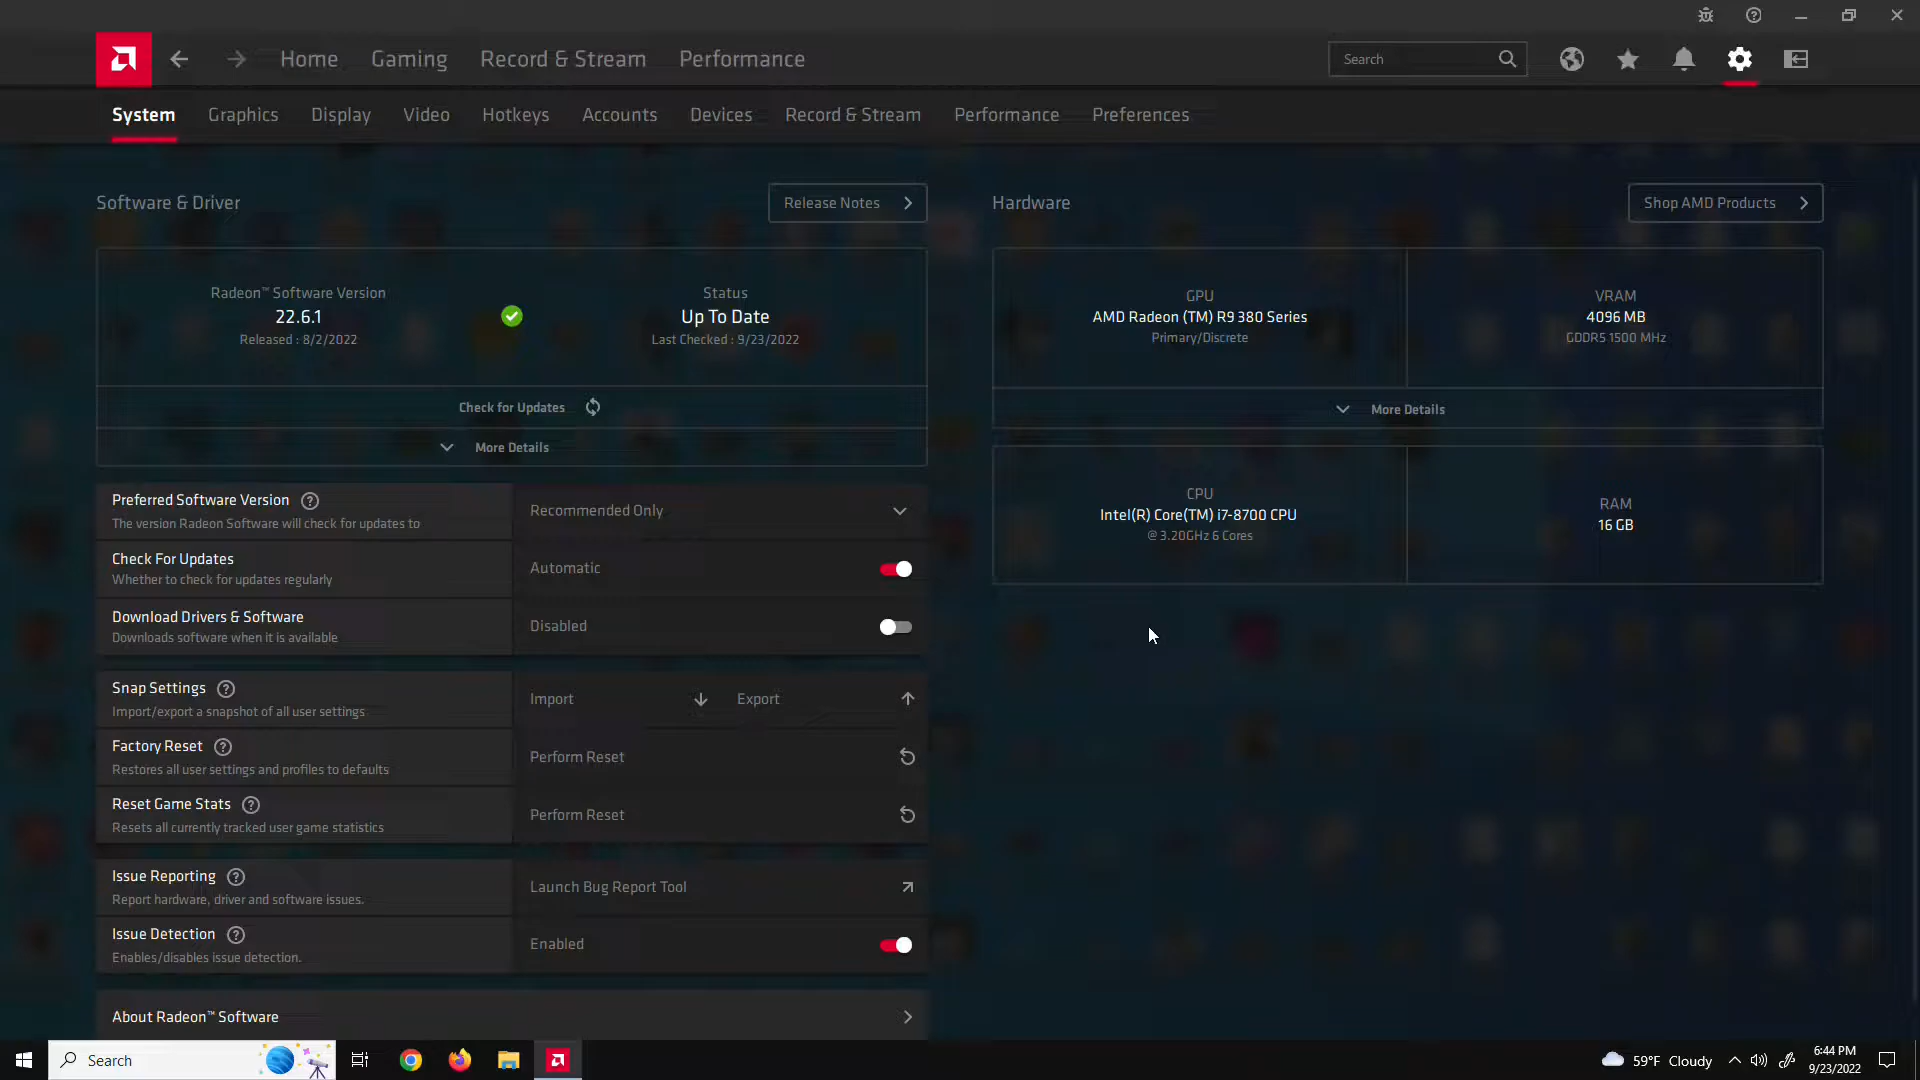 Home
Gaming
Record & Stream
Performance
Search
System
Graphics
Display
Video
Hotkeys
Accounts
Devices
Record & Stream
Performance
Preferences
Software & Driver
Release Notes
Radeon™ Software Version
22.6.1
Released : 8/2/2022
Status
Up To Date
Last Checked : 9/23/2022
Check for Updates
More Details
Preferred Software Version
The version Radeon Software will check for updates to
Recommended Only
Check For Updates
Whether to check for updates regularly
Automatic
Download Drivers & Software
Downloads software when it is available
Disabled
Snap Settings
Import/export a snapshot of all user settings
Import
Export
Factory Reset
Restores all user settings and profiles to defaults
Perform Reset
Reset Game Stats
Resets all currently tracked user game statistics
Perform Reset
Issue Reporting
Report hardware, driver and software issues.
Launch Bug Report Tool
Issue Detection
Enables/disables issue detection.
Enabled
About Radeon™ Software
Hardware
Shop AMD Products
GPU
AMD Radeon (TM) R9 380 Series
Primary/Discrete
VRAM
4096 MB
GDDR5 1500 MHz
More Details
CPU
Intel(R) Core(TM) i7-8700 CPU
@ 3.20GHz 6 Cores
RAM
16 GB
Search
59°F Cloudy
6:44 PM
9/23/2022